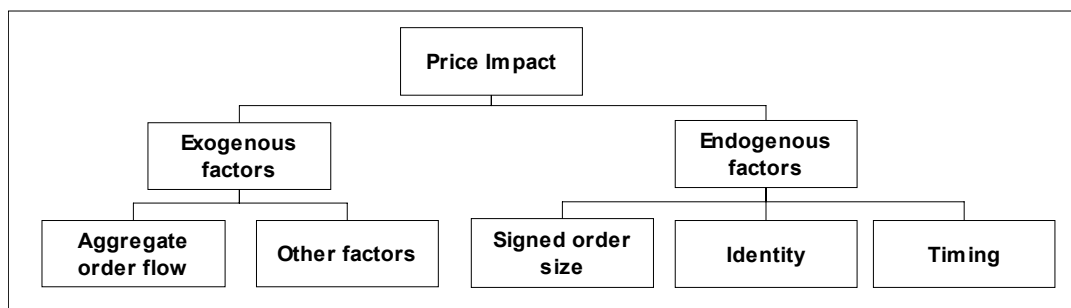 Price Impact
Exogenous
factors
Endogenous
factors
Aggregate
order flow
Other factors
Signed order
size
Identity
Timing